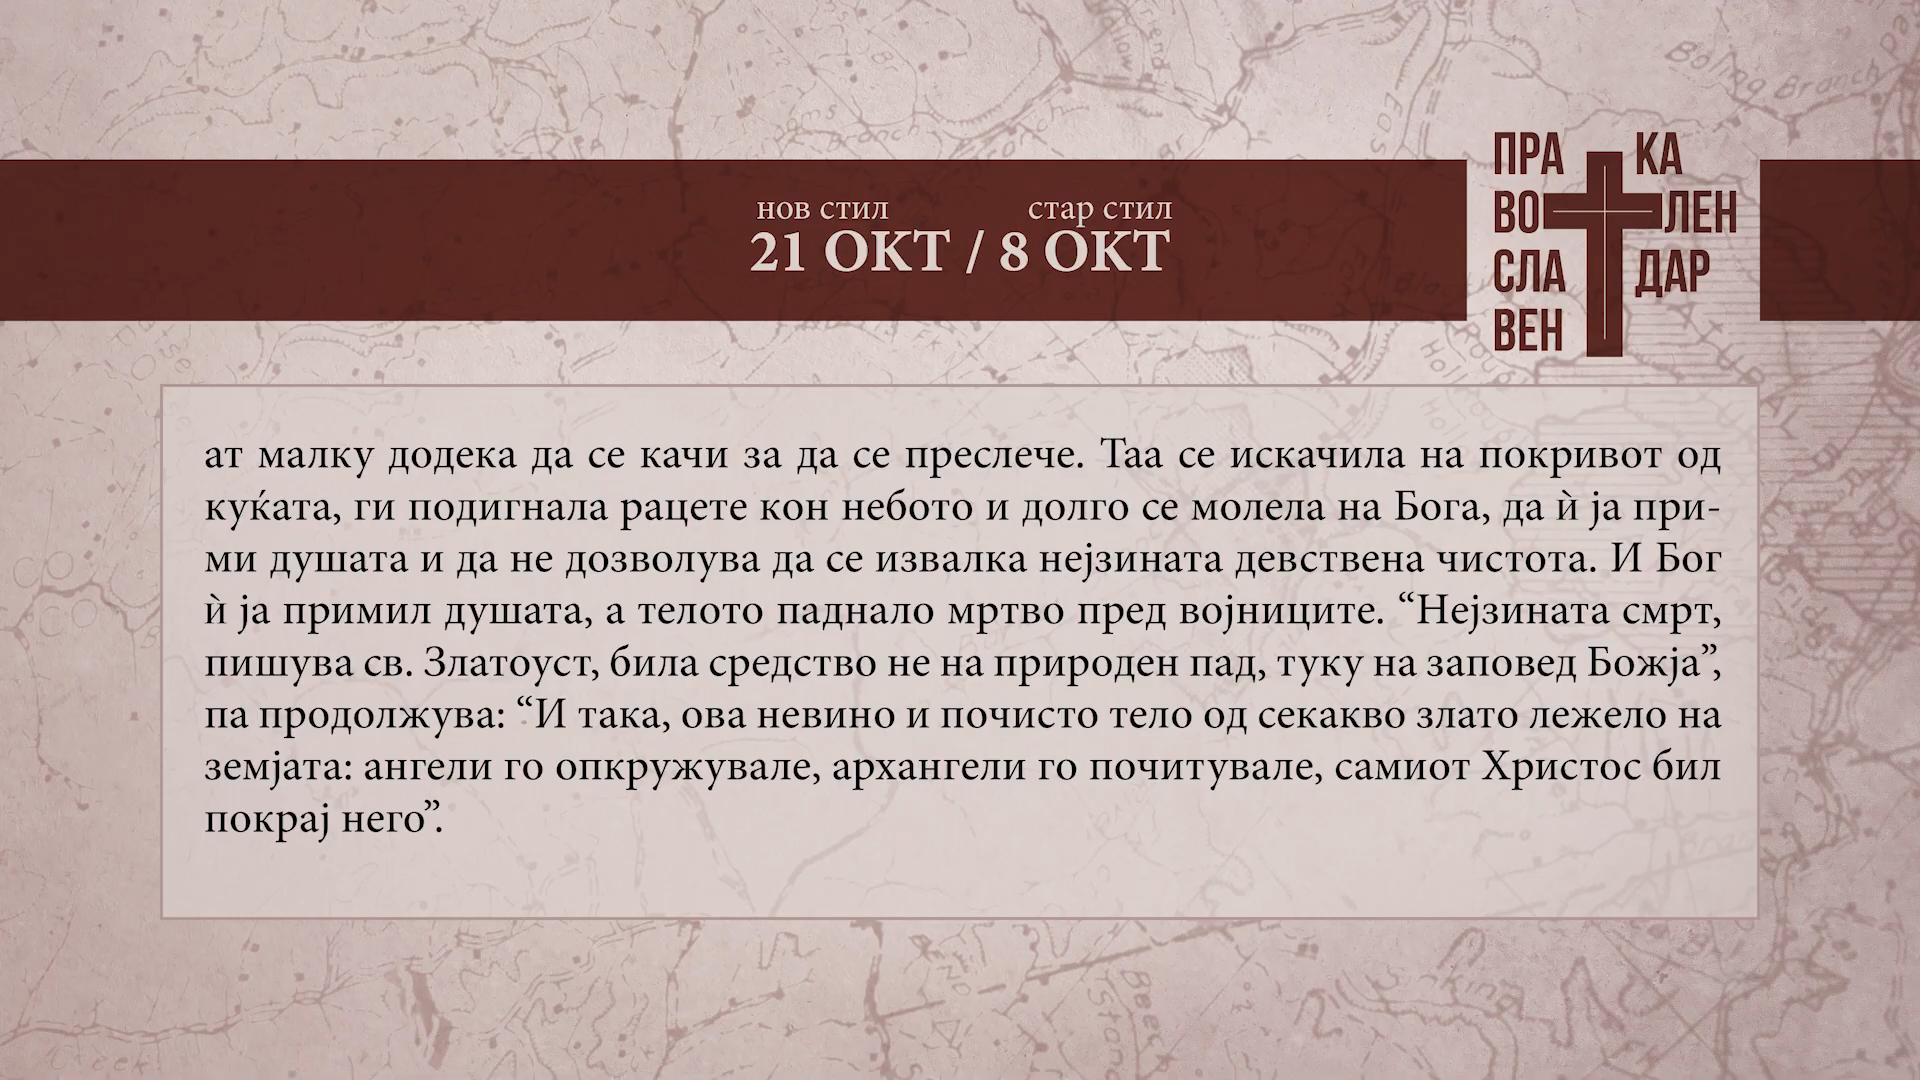 нов стил стар стил
21 ОКТ / 8 ОКТ
ПРА КА
ВО ЛЕН
СЛА ДАР
ВЕН
ат малку додека да се качи за да се преслече. Таа се искачила на покривот од
куќата, ги подигнала рацете кон небото и долго се молела на Бога, да ѝ ја при-
ми душата и да не дозволува да се извалка нејзината девствена чистота. И Бог
ѝ ја примил душата, а телото паднало мртво пред војниците. “Нејзината смрт,
пишува св. Златоуст, била средство не на природен пад, туку на заповед Божја”,
па продолжува: “И така, ова невино и почисто тело од секакво злато лежело на
земјата: ангели го опкружувале, архангели го почитувале, самиот Христос бил
покрај него”.